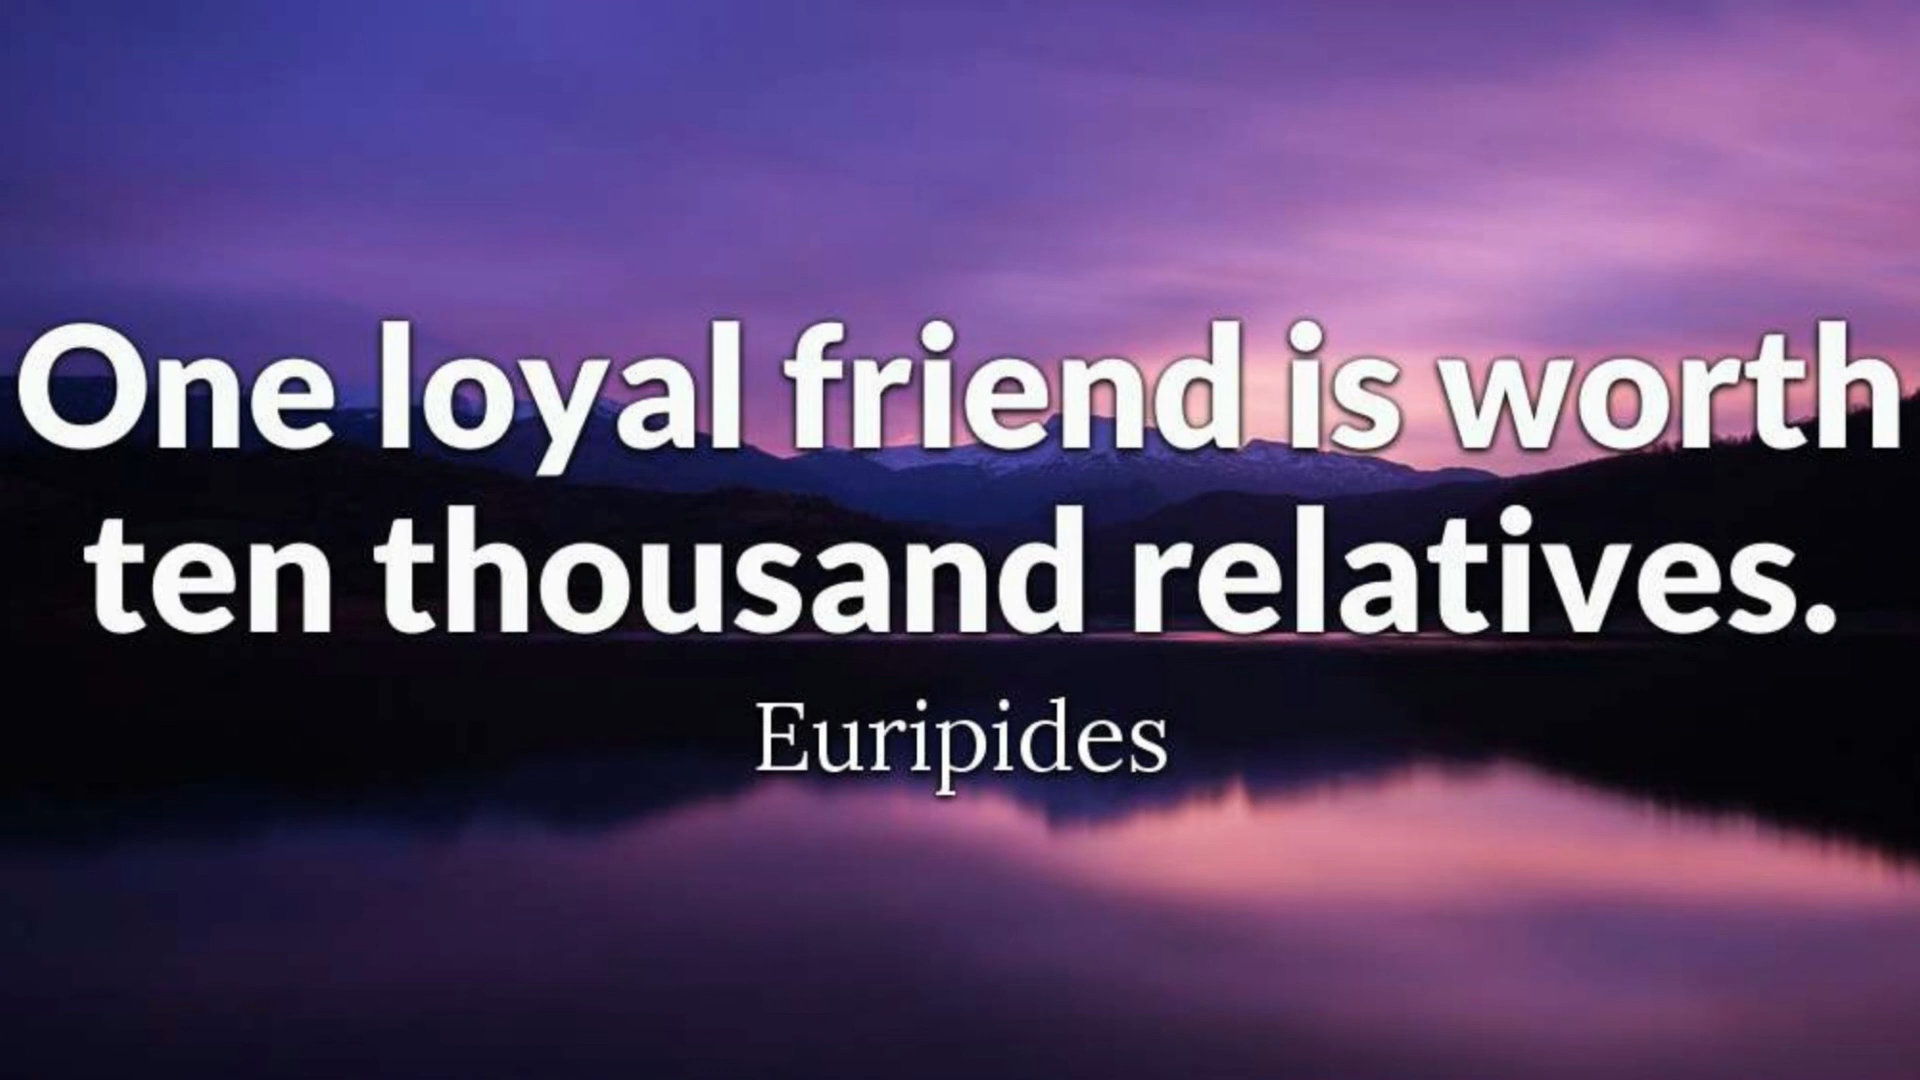 One loyal friend is worth
ten thousand relatives.
Euripides